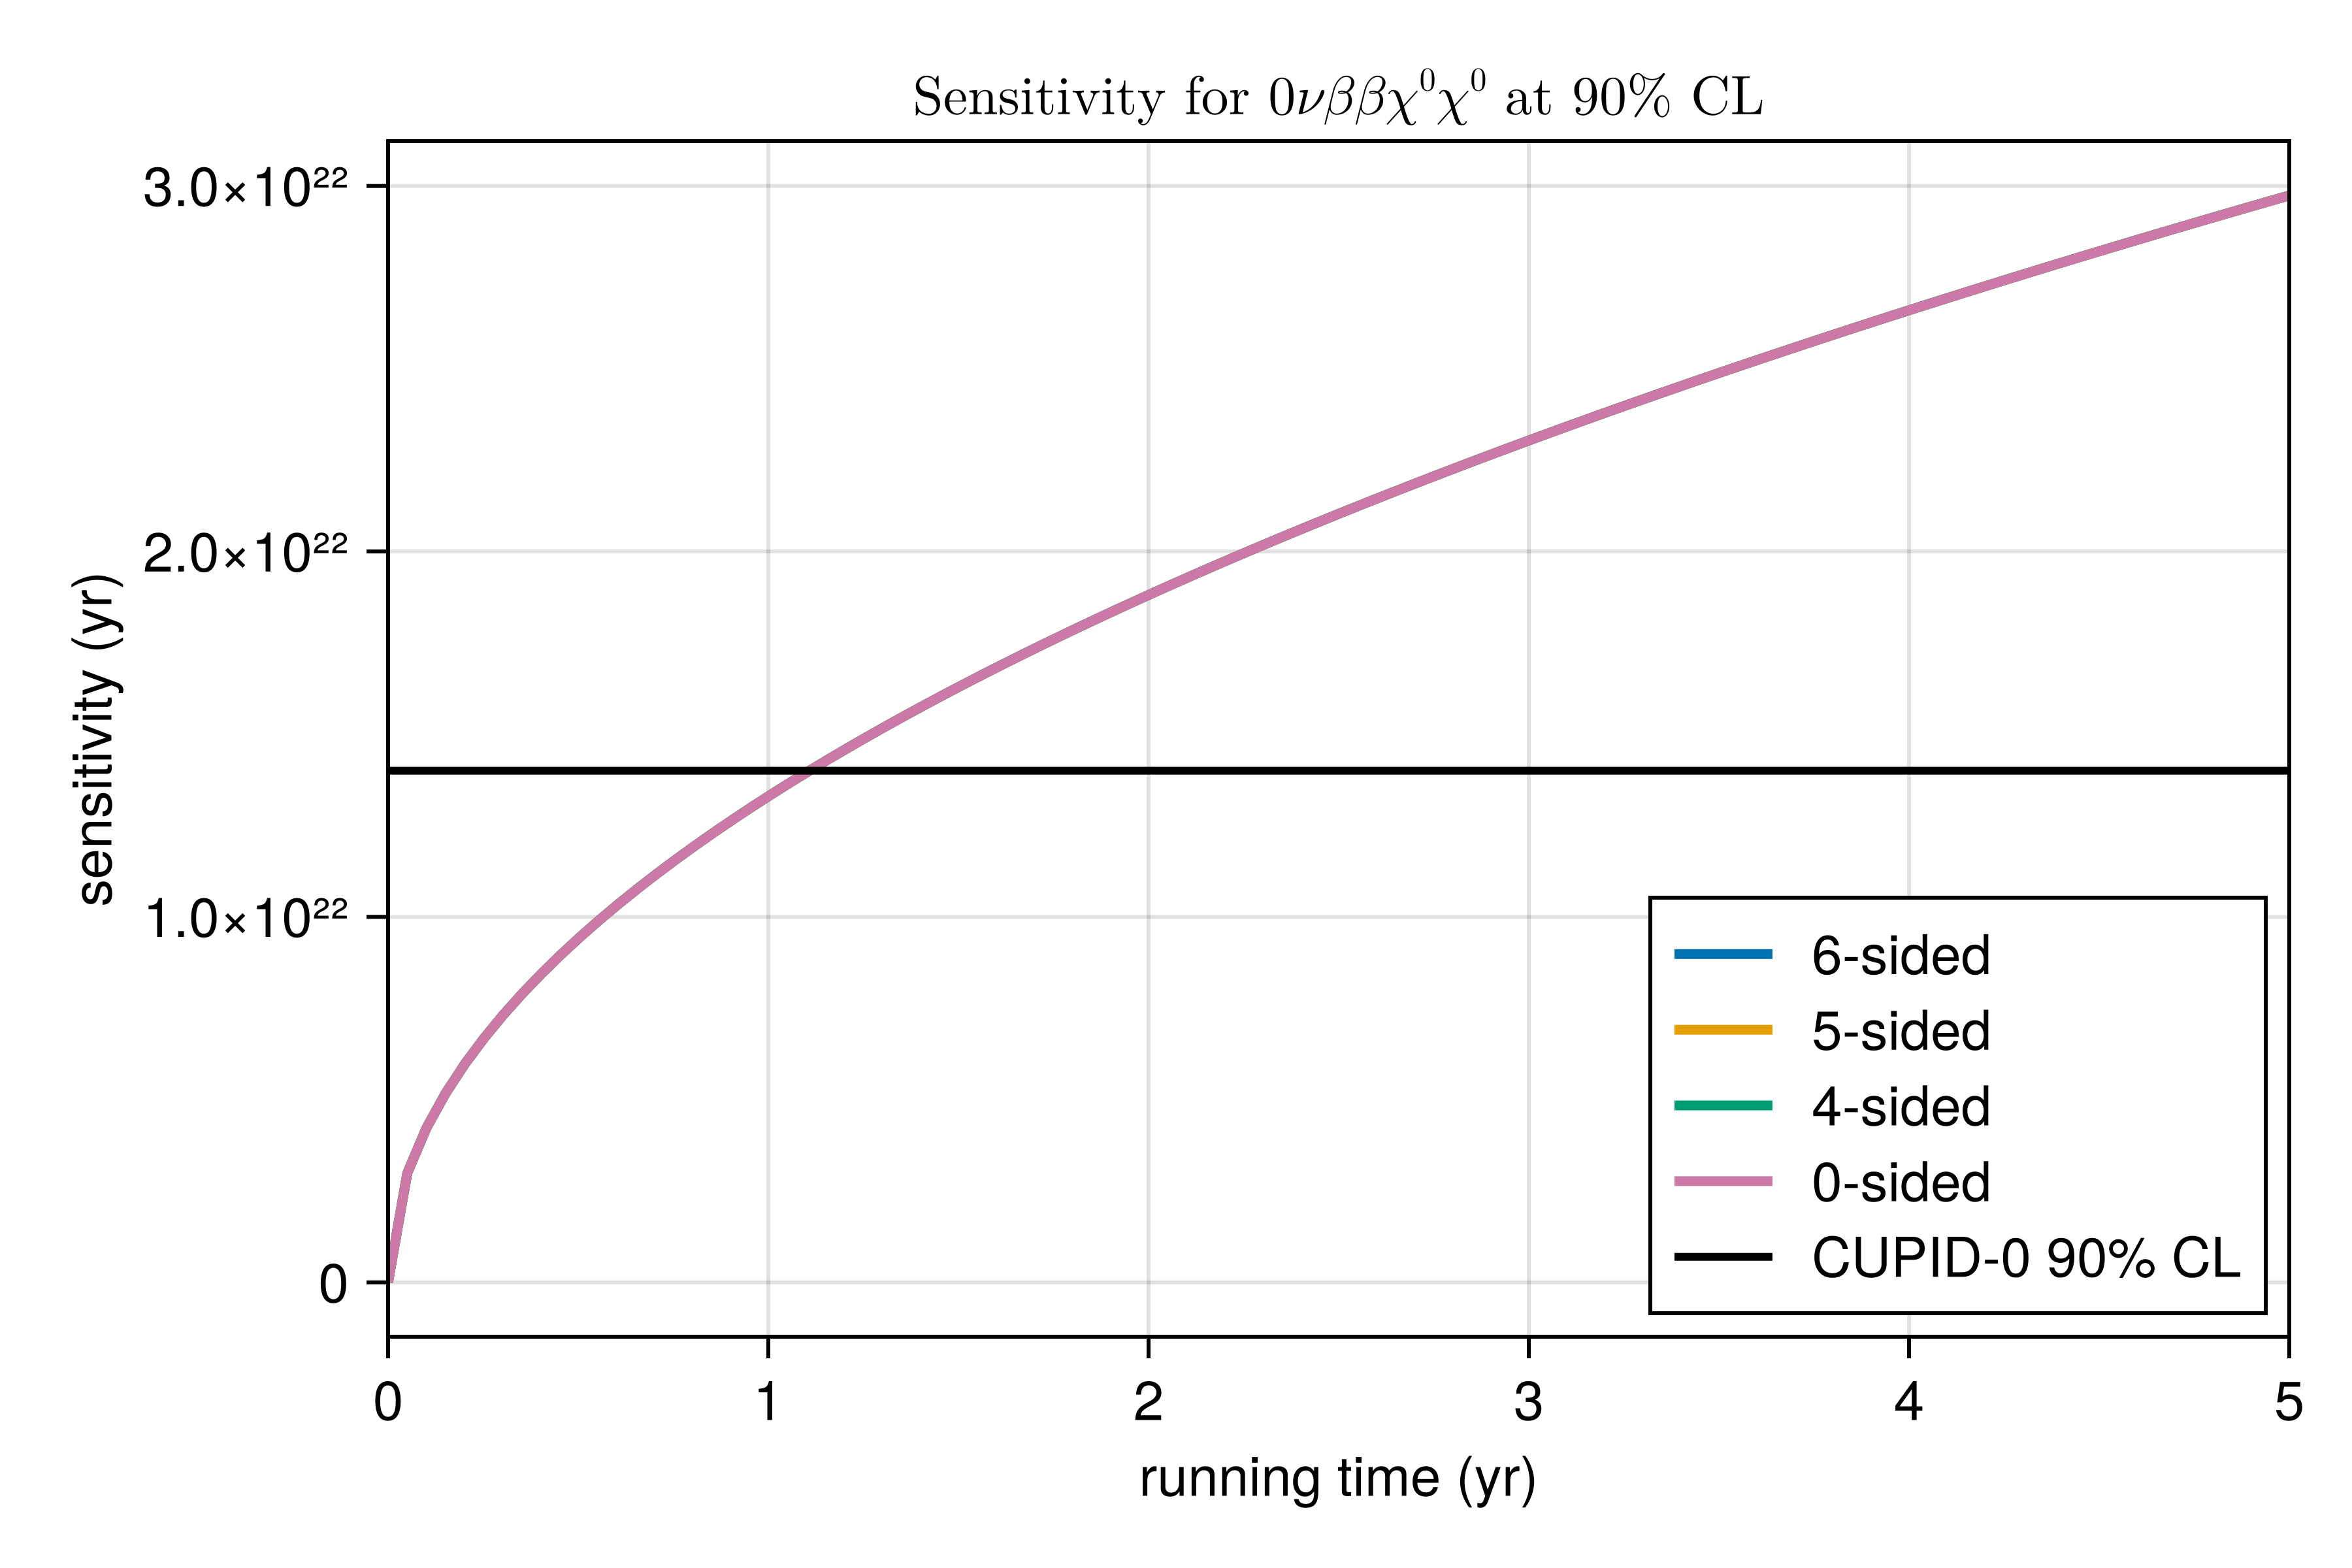 Sensitivity for 0νββχ⁰χ⁰ at 90% CL
3.0×10²²
2.0×10²²
1.0×10²²
0
sensitivity (yr)
6-sided
5-sided
4-sided
0-sided
CUPID-0 90% CL
0 1 2 3 4 5
running time (yr)